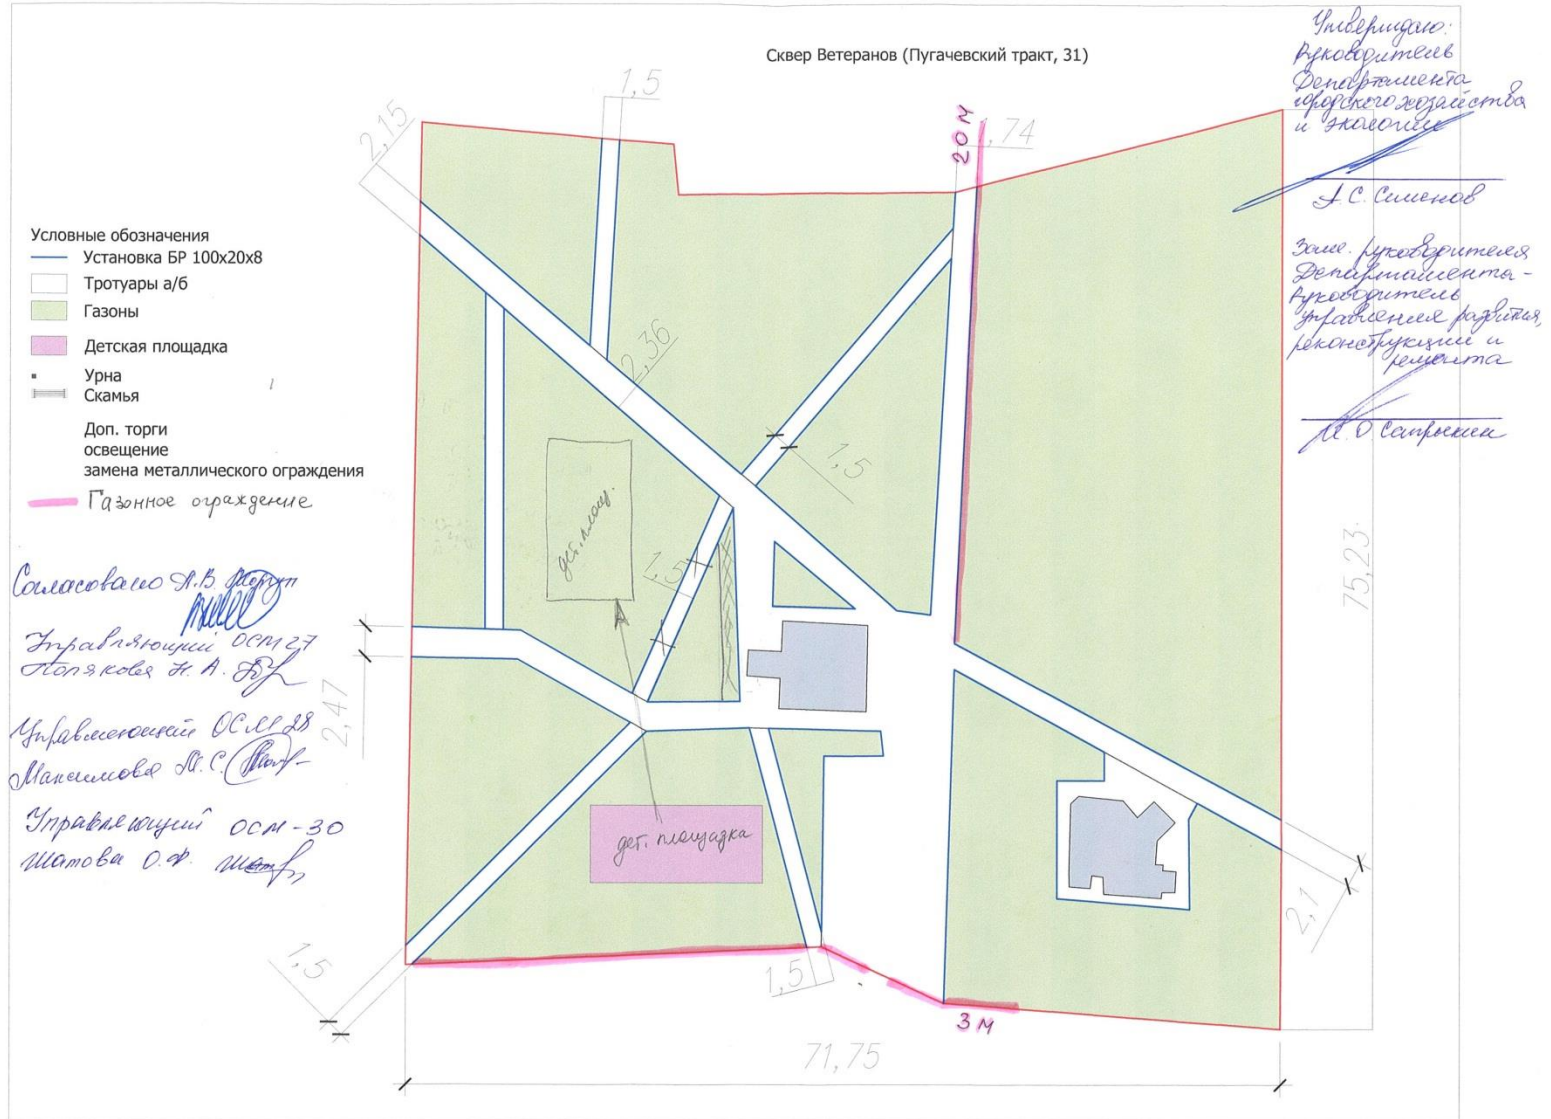 Сквер Ветеранов (Пугачевский тракт, 31)
Утверждаю:
Руководитель
Департамента
городского хозяйства
и экологии
А.С. Семенов
Зам. руководителя
Департамента-
Руководитель
управления развития,
реконструкции и
ремонта
М.О Сапрыкин
Условные обозначения
Установка БР 100х20х8
Тротуары а/б
Газоны
Детская площадка
Урна
Скамья
Доп. торги
освещение
замена металлического ограждения
Газонное ограждение
Согласовано А.В.
Управляющий ОСМ 27
Полякова Н. А.
Управляющий ОСМ 28
Максимова М. С.
Управляющий ОСМ-30
Шатова О.Ф.
2,15
1,5
20 м
,74
2,36
1,5
дет. площ.
1,5
75,23
2,47
дет. площадка
2,1
1,5
1,5
3 м
71,75